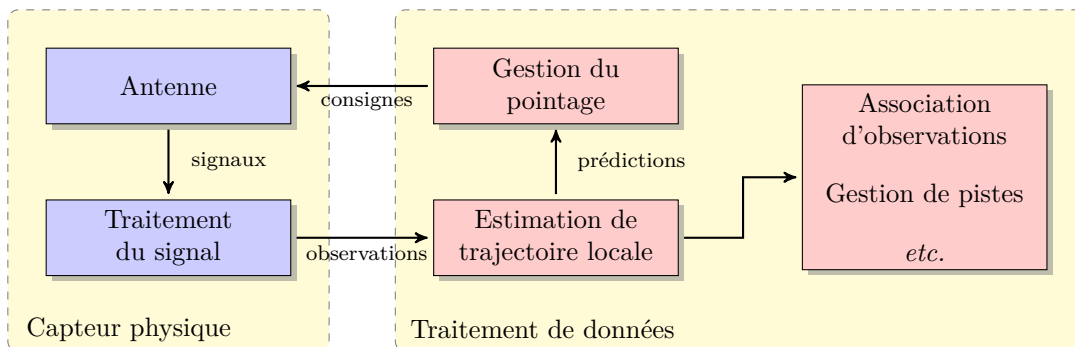 Antenne
signaux
Traitement
du signal
Capteur physique
consignes
observations
Gestion du
pointage
prédictions
Estimation de
trajectoire locale
Association
d'observations
Gestion de pistes
etc.
Traitement de données